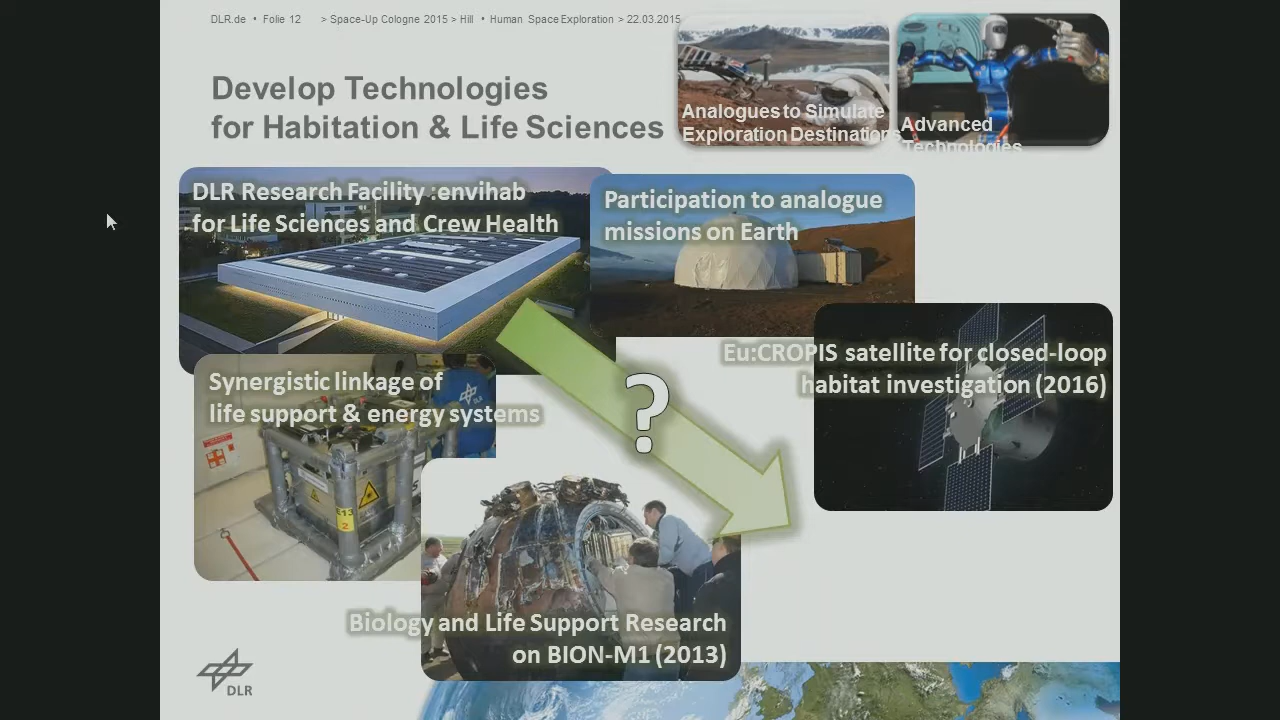 DLR.de • Folie 12 > Space-Up Cologne 2015 > Hill • Human Space Exploration > 22.03.2015
Develop Technologies
for Habitation & Life Sciences
Analogues to Simulate
Exploration Destinations
Advanced
Technologies
DLR Research Facility :envihab
for Life Sciences and Crew Health
Participation to analogue
missions on Earth
Eu:CROPIS satellite for closed-loop
habitat investigation (2016)
Synergistic linkage of
life support & energy systems
DLR
?
E13
2
Biology and Life Support Research
on BION-M1 (2013)
DLR